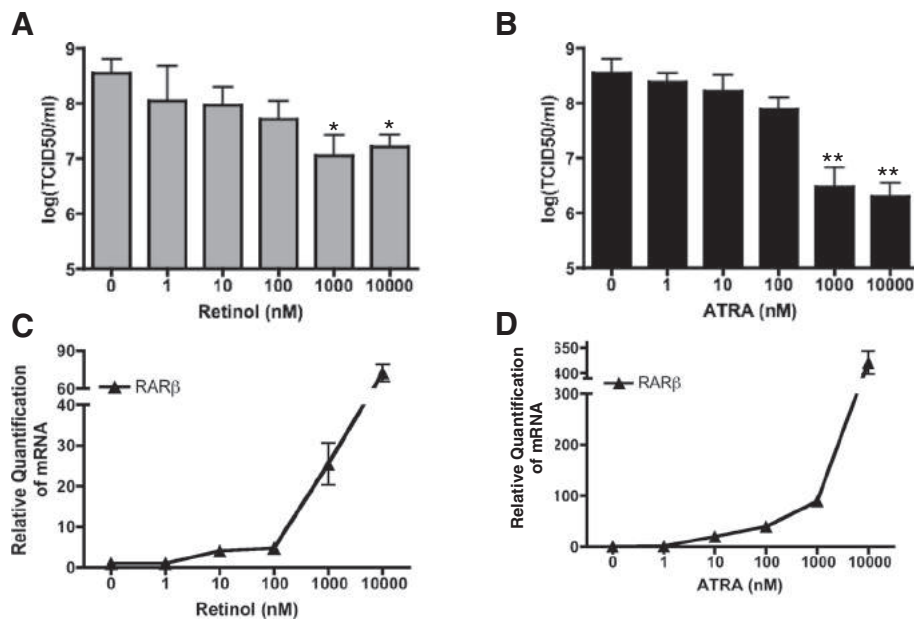 A
9
8
7
6
5
log(TCID50/ml)
* *
0 1 10 100 1000 10000
Retinol (nM)
B
9
8
7
6
5
log(TCID50/ml)
** **
0 1 10 100 1000 10000
ATRA (nM)
C
90
60
40
30
20
10
0
Relative Quantification
of mRNA
RARβ
0 1 10 100 1000 10000
Retinol (nM)
D
650
400
300
200
100
0
Relative Quantification
of mRNA
RARβ
0 1 10 100 1000 10000
ATRA (nM)